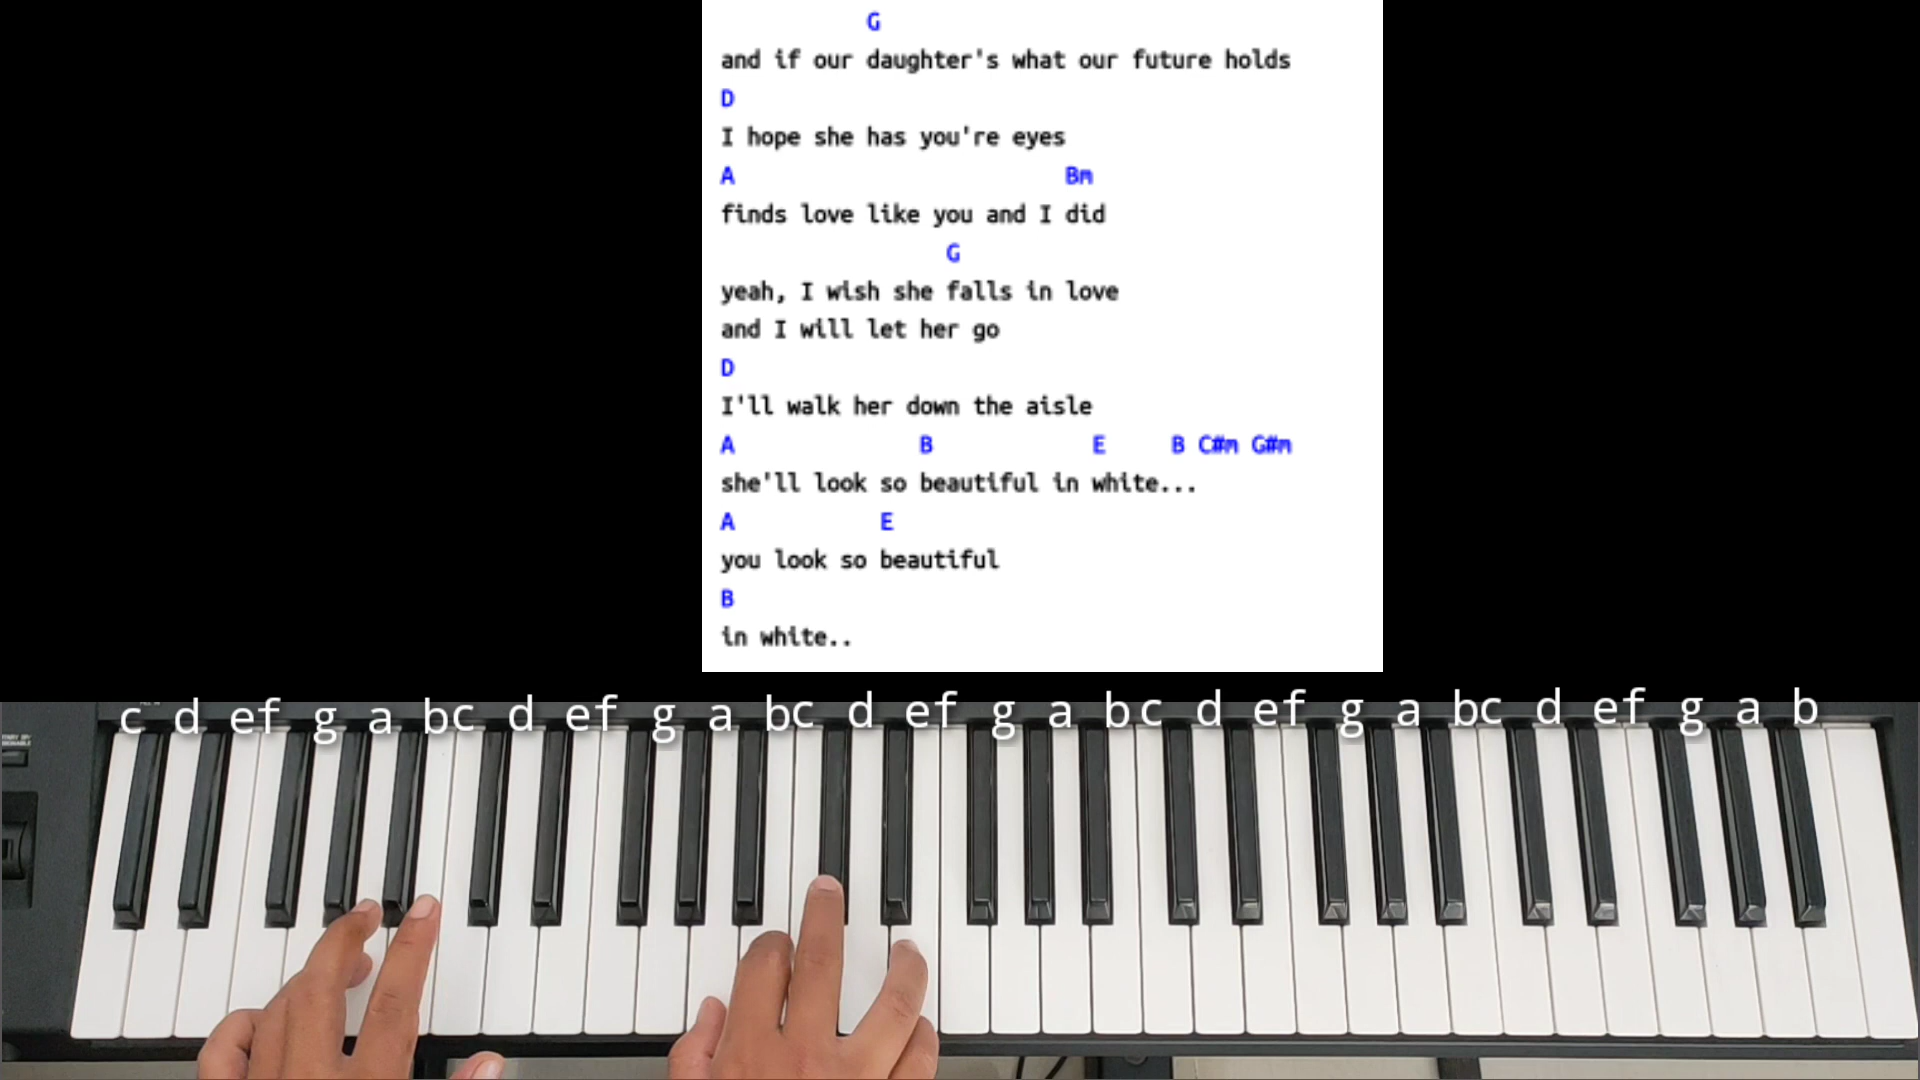 G
and if our daughter's what our future holds
D
I hope she has you're eyes
A Bm
finds love like you and I did
G
yeah, I wish she falls in love
and I will let her go
D
I'll walk her down the aisle
A B E B C#m G#m
she'll look so beautiful in white...
A E
you look so beautiful
B
in white..
c d ef g a bc d ef g a bc d ef g a bc d ef g a bc d ef g a b